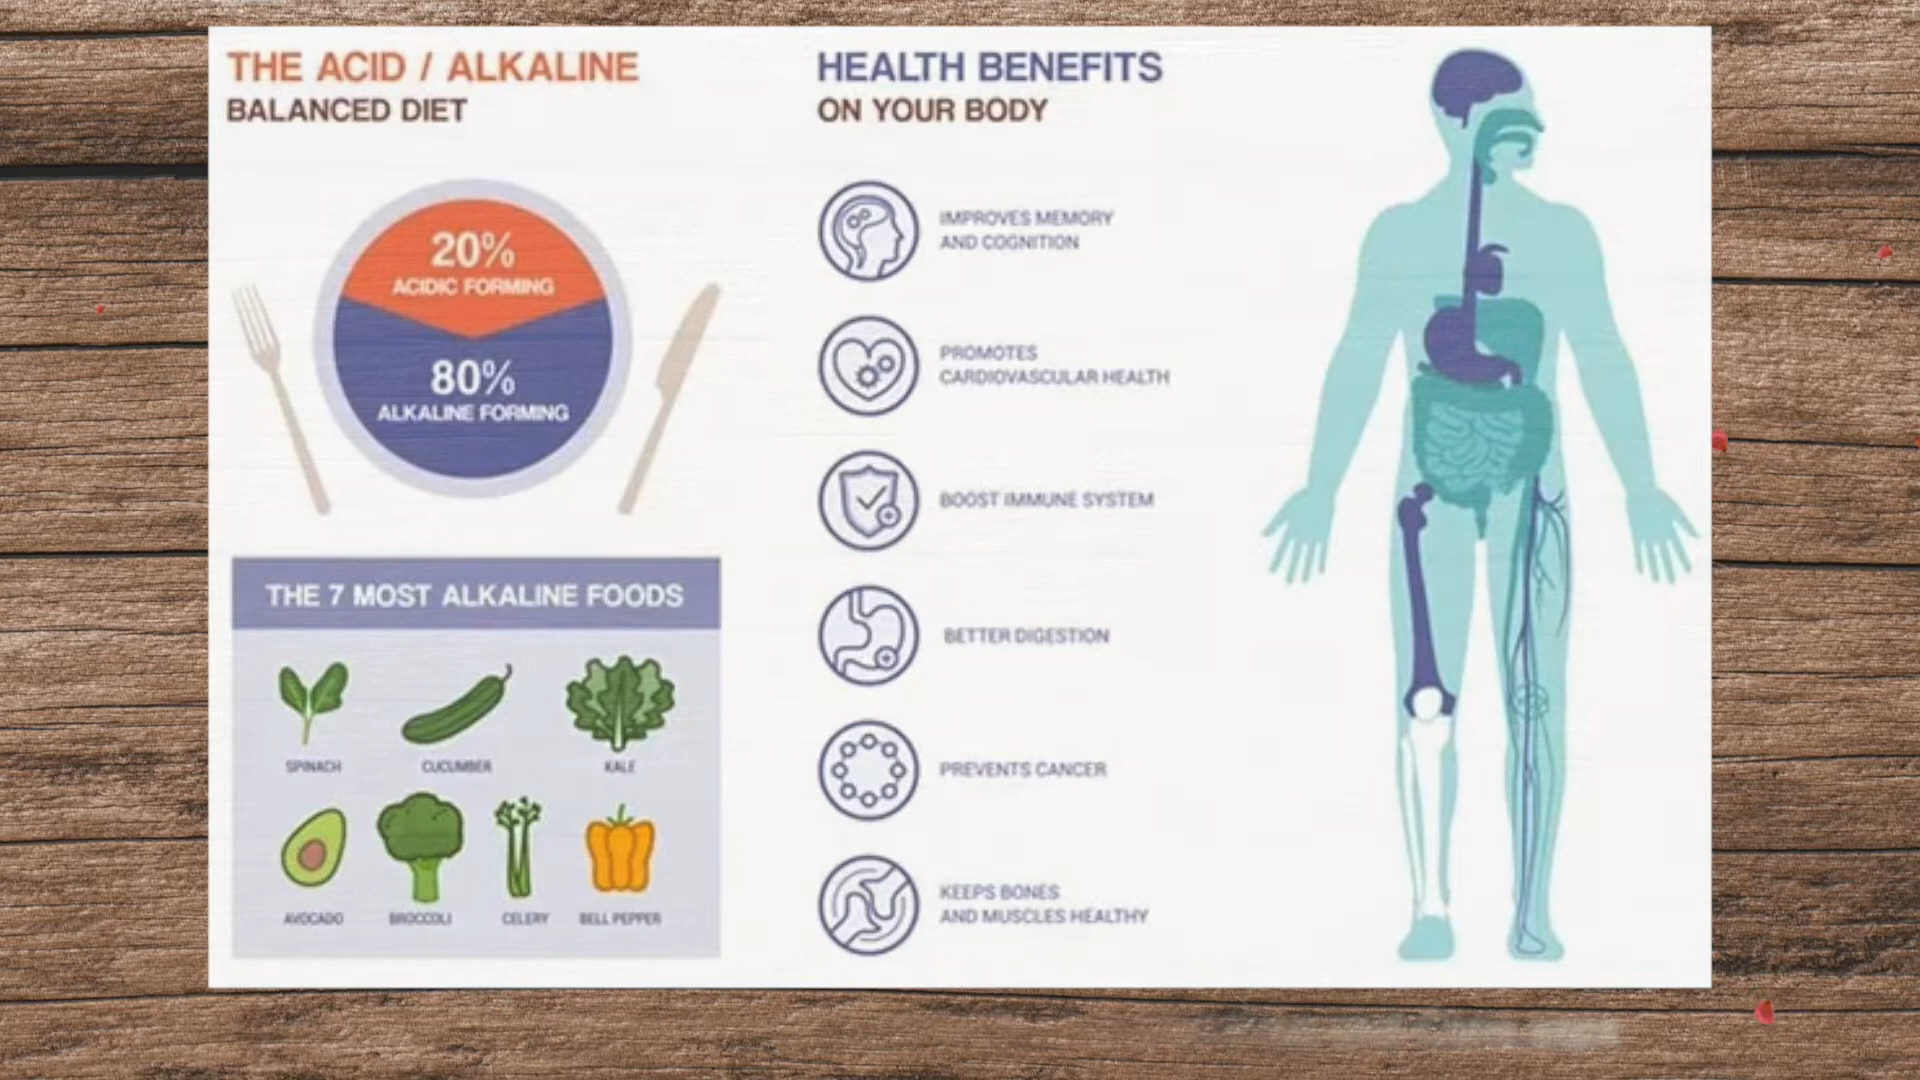 THE ACID / ALKALINE
BALANCED DIET
20%
ACIDIC FORMING
80%
ALKALINE FORMING
THE 7 MOST ALKALINE FOODS
SPINACH
CUCUMBER
KALE
AVOCADO
BROCCOLI
CELERY
BELL PEPPER
HEALTH BENEFITS
ON YOUR BODY
IMPROVES MEMORY
AND COGNITION
PROMOTES
CARDIOVASCULAR HEALTH
BOOST IMMUNE SYSTEM
BETTER DIGESTION
PREVENTS CANCER
KEEPS BONES
AND MUSCLES HEALTHY